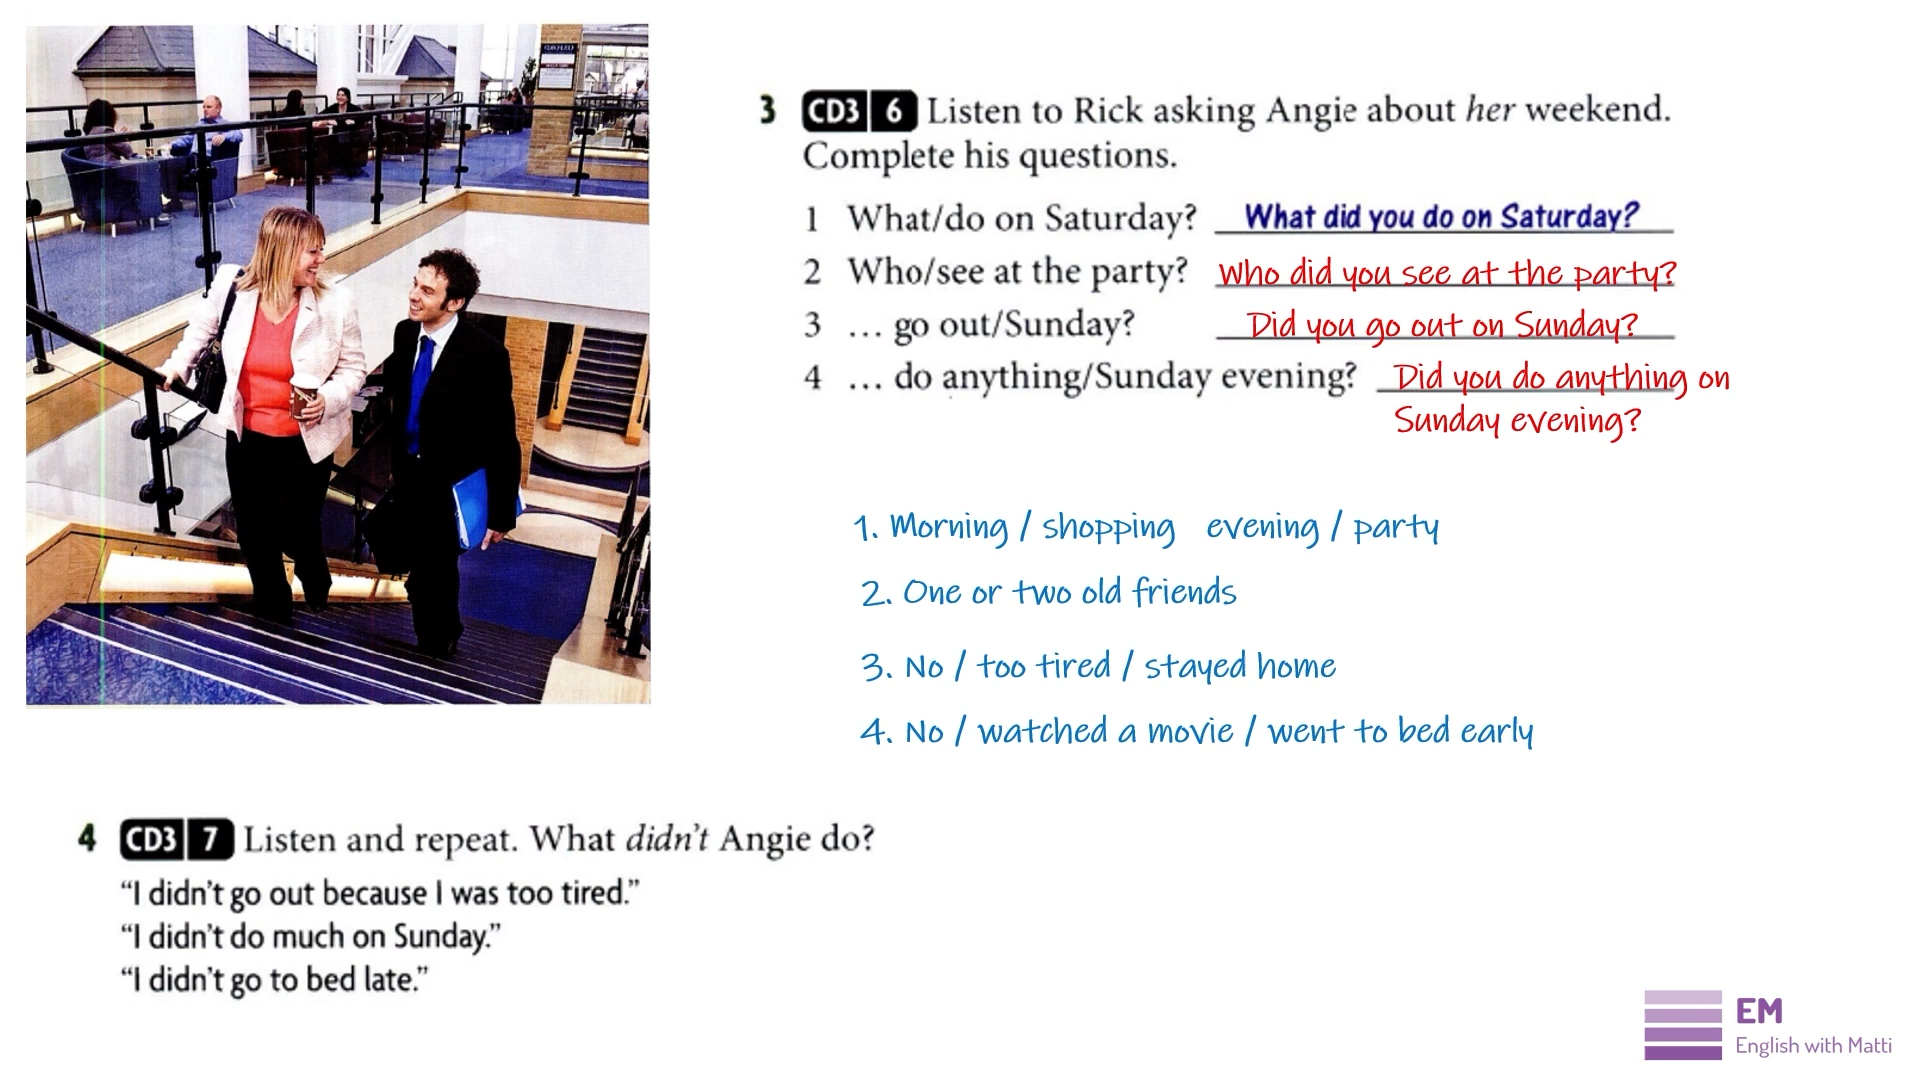 3 CD3 6 Listen to Rick asking Angie about her weekend.
Complete his questions.
1 What/do on Saturday? What did you do on Saturday?
2 Who/see at the party? Who did you see at the party?
3 … go out/Sunday? Did you go out on Sunday?
4 … do anything/Sunday evening? Did you do anything on
Sunday evening?
1. Morning / shopping evening / party
2. One or two old friends
3. No / too tired / stayed home
4. No / watched a movie / went to bed early
4 CD3 7 Listen and repeat. What didn't Angie do?
“I didn't go out because I was too tired.”
“I didn't do much on Sunday.”
“I didn't go to bed late.”
EM
English with Matti